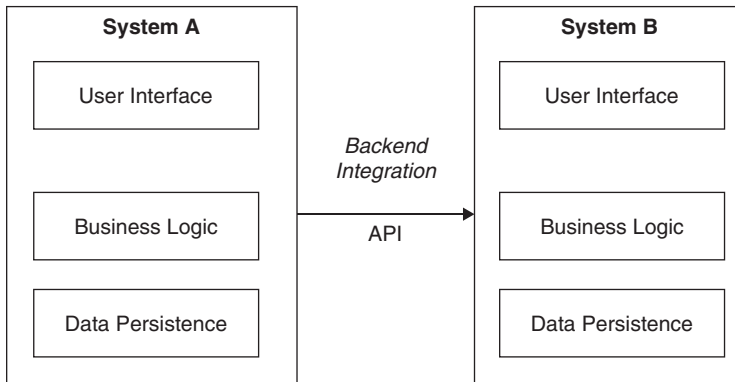 System A
User Interface
Business Logic
Data Persistence
Backend
Integration
API
System B
User Interface
Business Logic
Data Persistence